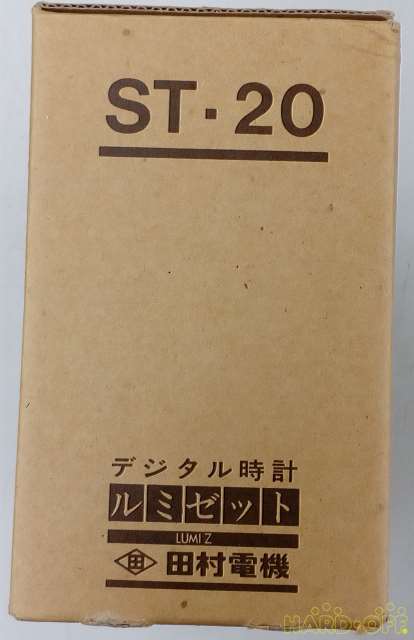 ST・20
デジタル時計
ルミゼット
LUMI・Z
田 田村電機
HARD OFF